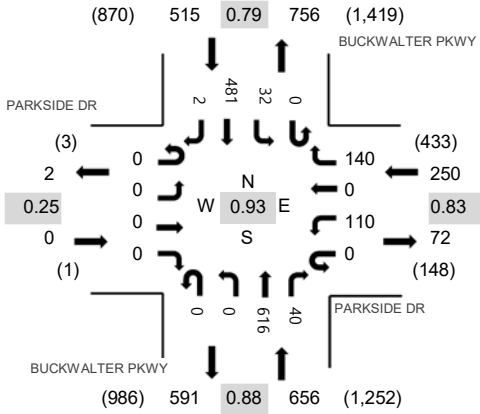 (870) 515 0.79 756 (1,419)
BUCKWALTER PKWY
2 481 32 0
PARKSIDE DR
(3) (433)
0 140
2 250
N
0 0
0.25 W 0.93 E 0.83
0 110
S
0 72
0 0
(1) (148)
0 0 616 40
PARKSIDE DR
BUCKWALTER PKWY
(986) 591 0.88 656 (1,252)